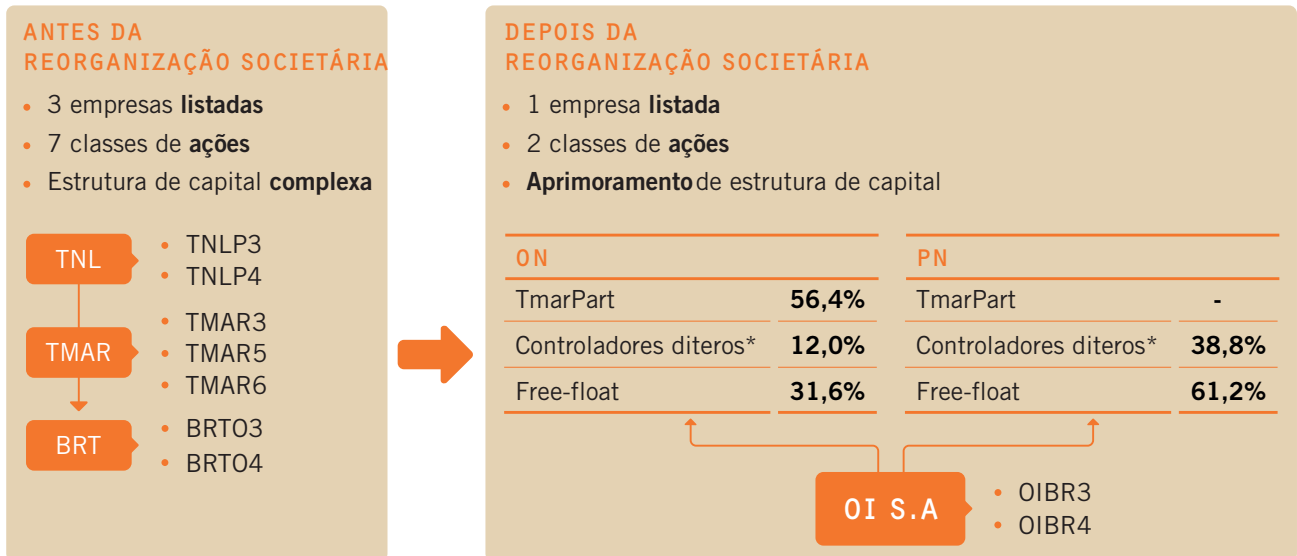 ANTES DA
REORGANIZAÇÃO SOCIETÁRIA
• 3 empresas listadas
• 7 classes de ações
• Estrutura de capital complexa
TNL
• TNLP3
• TNLP4
TMAR
• TMAR3
• TMAR5
• TMAR6
BRT
• BRTO3
• BRTO4
DEPOIS DA
REORGANIZAÇÃO SOCIETÁRIA
• 1 empresa listada
• 2 classes de ações
• Aprimoramento de estrutura de capital
ON
TmarPart 56,4%
Controladores diteros* 12,0%
Free-float 31,6%
PN
TmarPart -
Controladores diteros* 38,8%
Free-float 61,2%
OI S.A
• OIBR3
• OIBR4